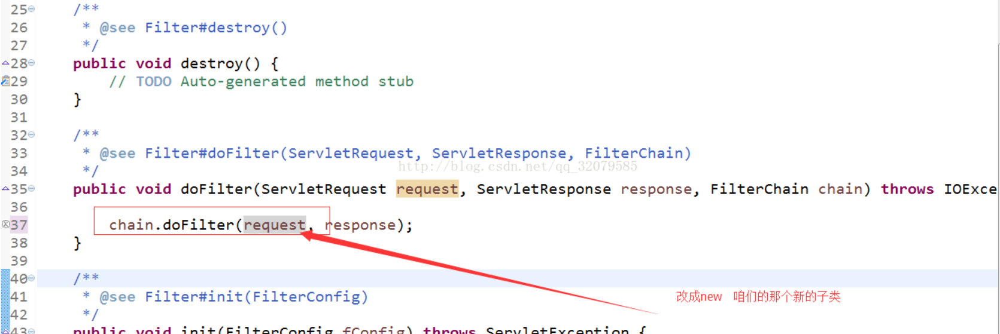 25 /**
26 * @see Filter#destroy()
27 */
28 public void destroy() {
29 // TODO Auto-generated method stub
30 }
31
32 /**
33 * @see Filter#doFilter(ServletRequest, ServletResponse, FilterChain)
http://blog.csdn.net/qq_32079585
34 */
35 public void doFilter(ServletRequest request, ServletResponse response, FilterChain chain) throws IOExce
36
37 chain.doFilter(request, response);
38 }
39
40 /**
41 * @see Filter#init(FilterConfig)
改成new 咱们的那个新的子类
42 */
43 public void init(FilterConfig fConfig) throws ServletException {